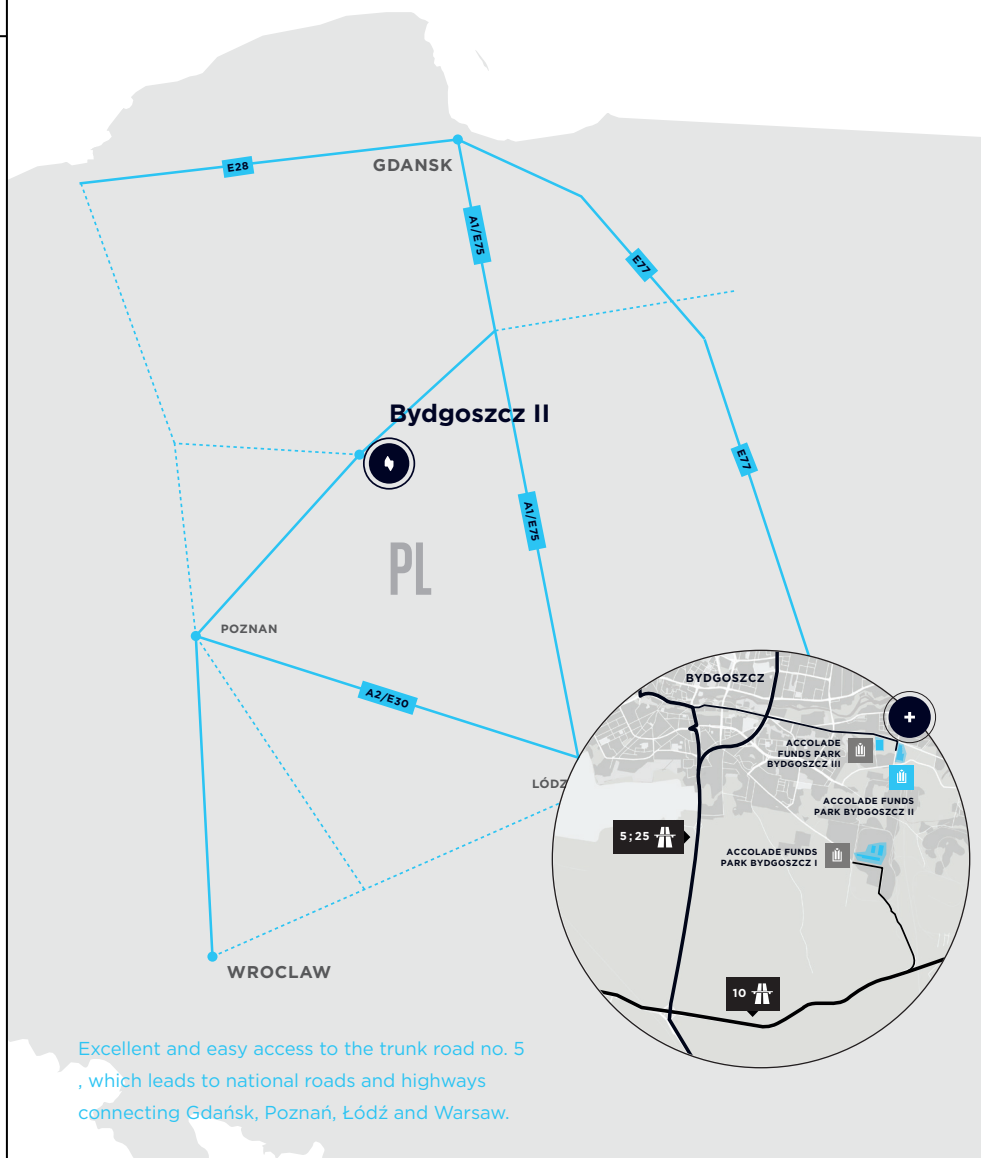 E28
GDANSK
A1/E75
E77
Bydgoszcz II
E77
A1/E75
PL
POZNAN
A2/E30
BYDGOSZCZ
ACCOLADE
FUNDS PARK
BYDGOSZCZ III
LÓDZ
ACCOLADE FUNDS
PARK BYDGOSZCZ II
5;25
ACCOLADE FUNDS
PARK BYDGOSZCZ I
WROCLAW
10
Excellent and easy access to the trunk road no. 5
, which leads to national roads and highways
connecting Gdańsk, Poznań, Łódź and Warsaw.